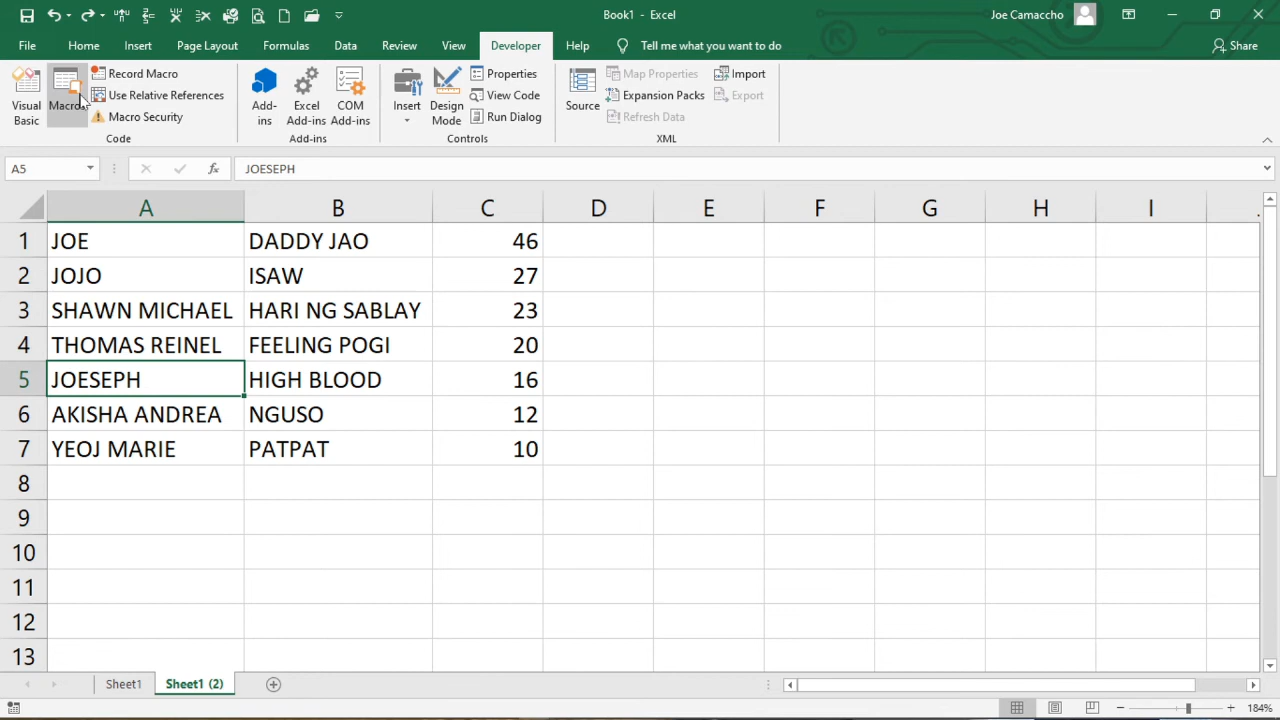 Book1 - Excel
Joe Camaccho
File Home Insert Page Layout Formulas Data Review View Developer Help Tell me what you want to do Share
Visual Basic
Macros
Record Macro
Use Relative References
Macro Security
Code
Add-ins
Excel Add-ins
COM Add-ins
Add-ins
Insert
Design Mode
Properties
View Code
Run Dialog
Controls
Source
Map Properties
Expansion Packs
Refresh Data
Import
Export
XML
A5 fx JOESEPH
A B C D E F G H I
1 JOE DADDY JAO 46
2 JOJO ISAW 27
3 SHAWN MICHAEL HARI NG SABLAY 23
4 THOMAS REINEL FEELING POGI 20
5 JOESEPH HIGH BLOOD 16
6 AKISHA ANDREA NGUSO 12
7 YEOJ MARIE PATPAT 10
8
9
10
11
12
13
Sheet1 Sheet1 (2)
184%